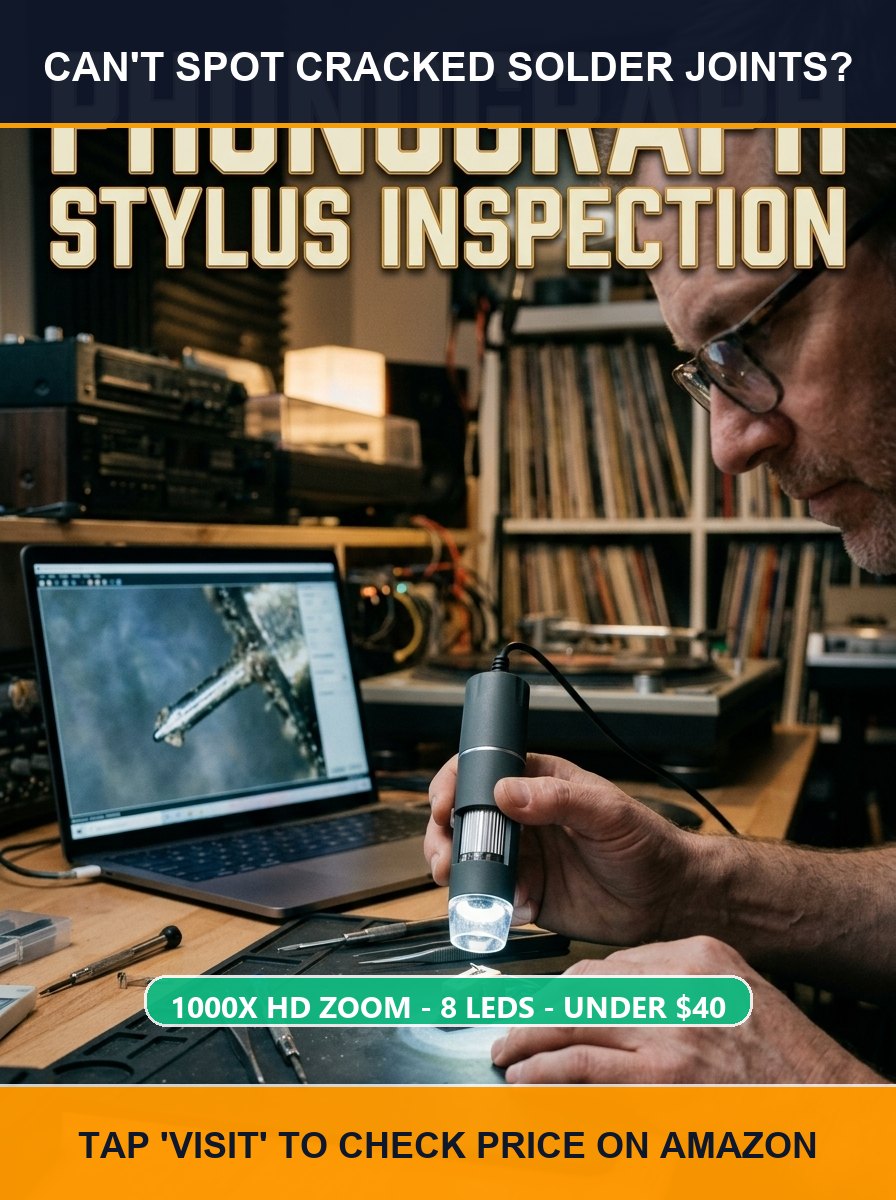 CAN'T SPOT CRACKED SOLDER JOINTS?
PHONOGRAPH
STYLUS INSPECTION
1000X HD ZOOM - 8 LEDS - UNDER $40
TAP 'VISIT' TO CHECK PRICE ON AMAZON